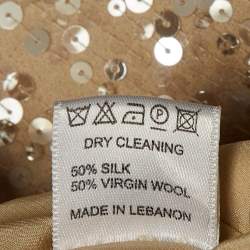 DRY CLEANING
50% SILK
50% VIRGIN WOOL
MADE IN LEBANON